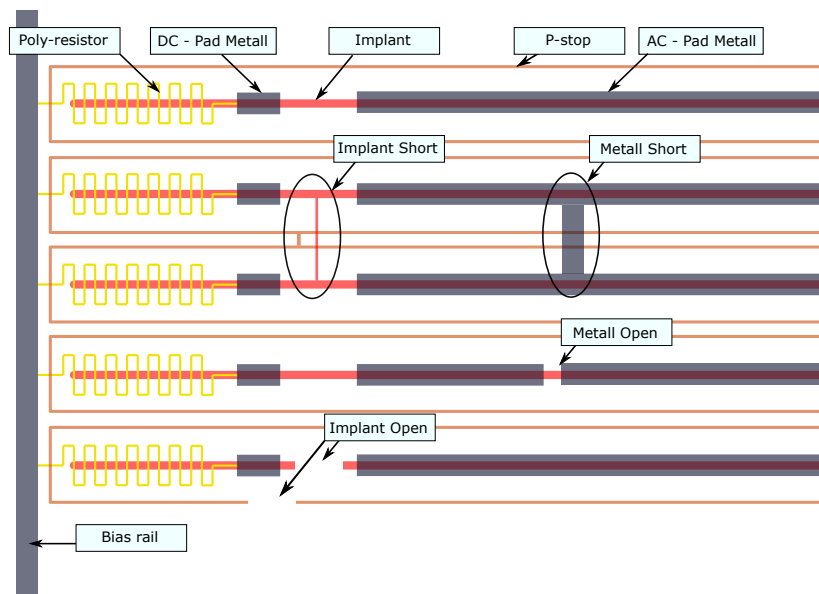 Poly-resistor
DC - Pad Metall
Implant
P-stop
AC - Pad Metall
Implant Short
Metall Short
Metall Open
Implant Open
Bias rail